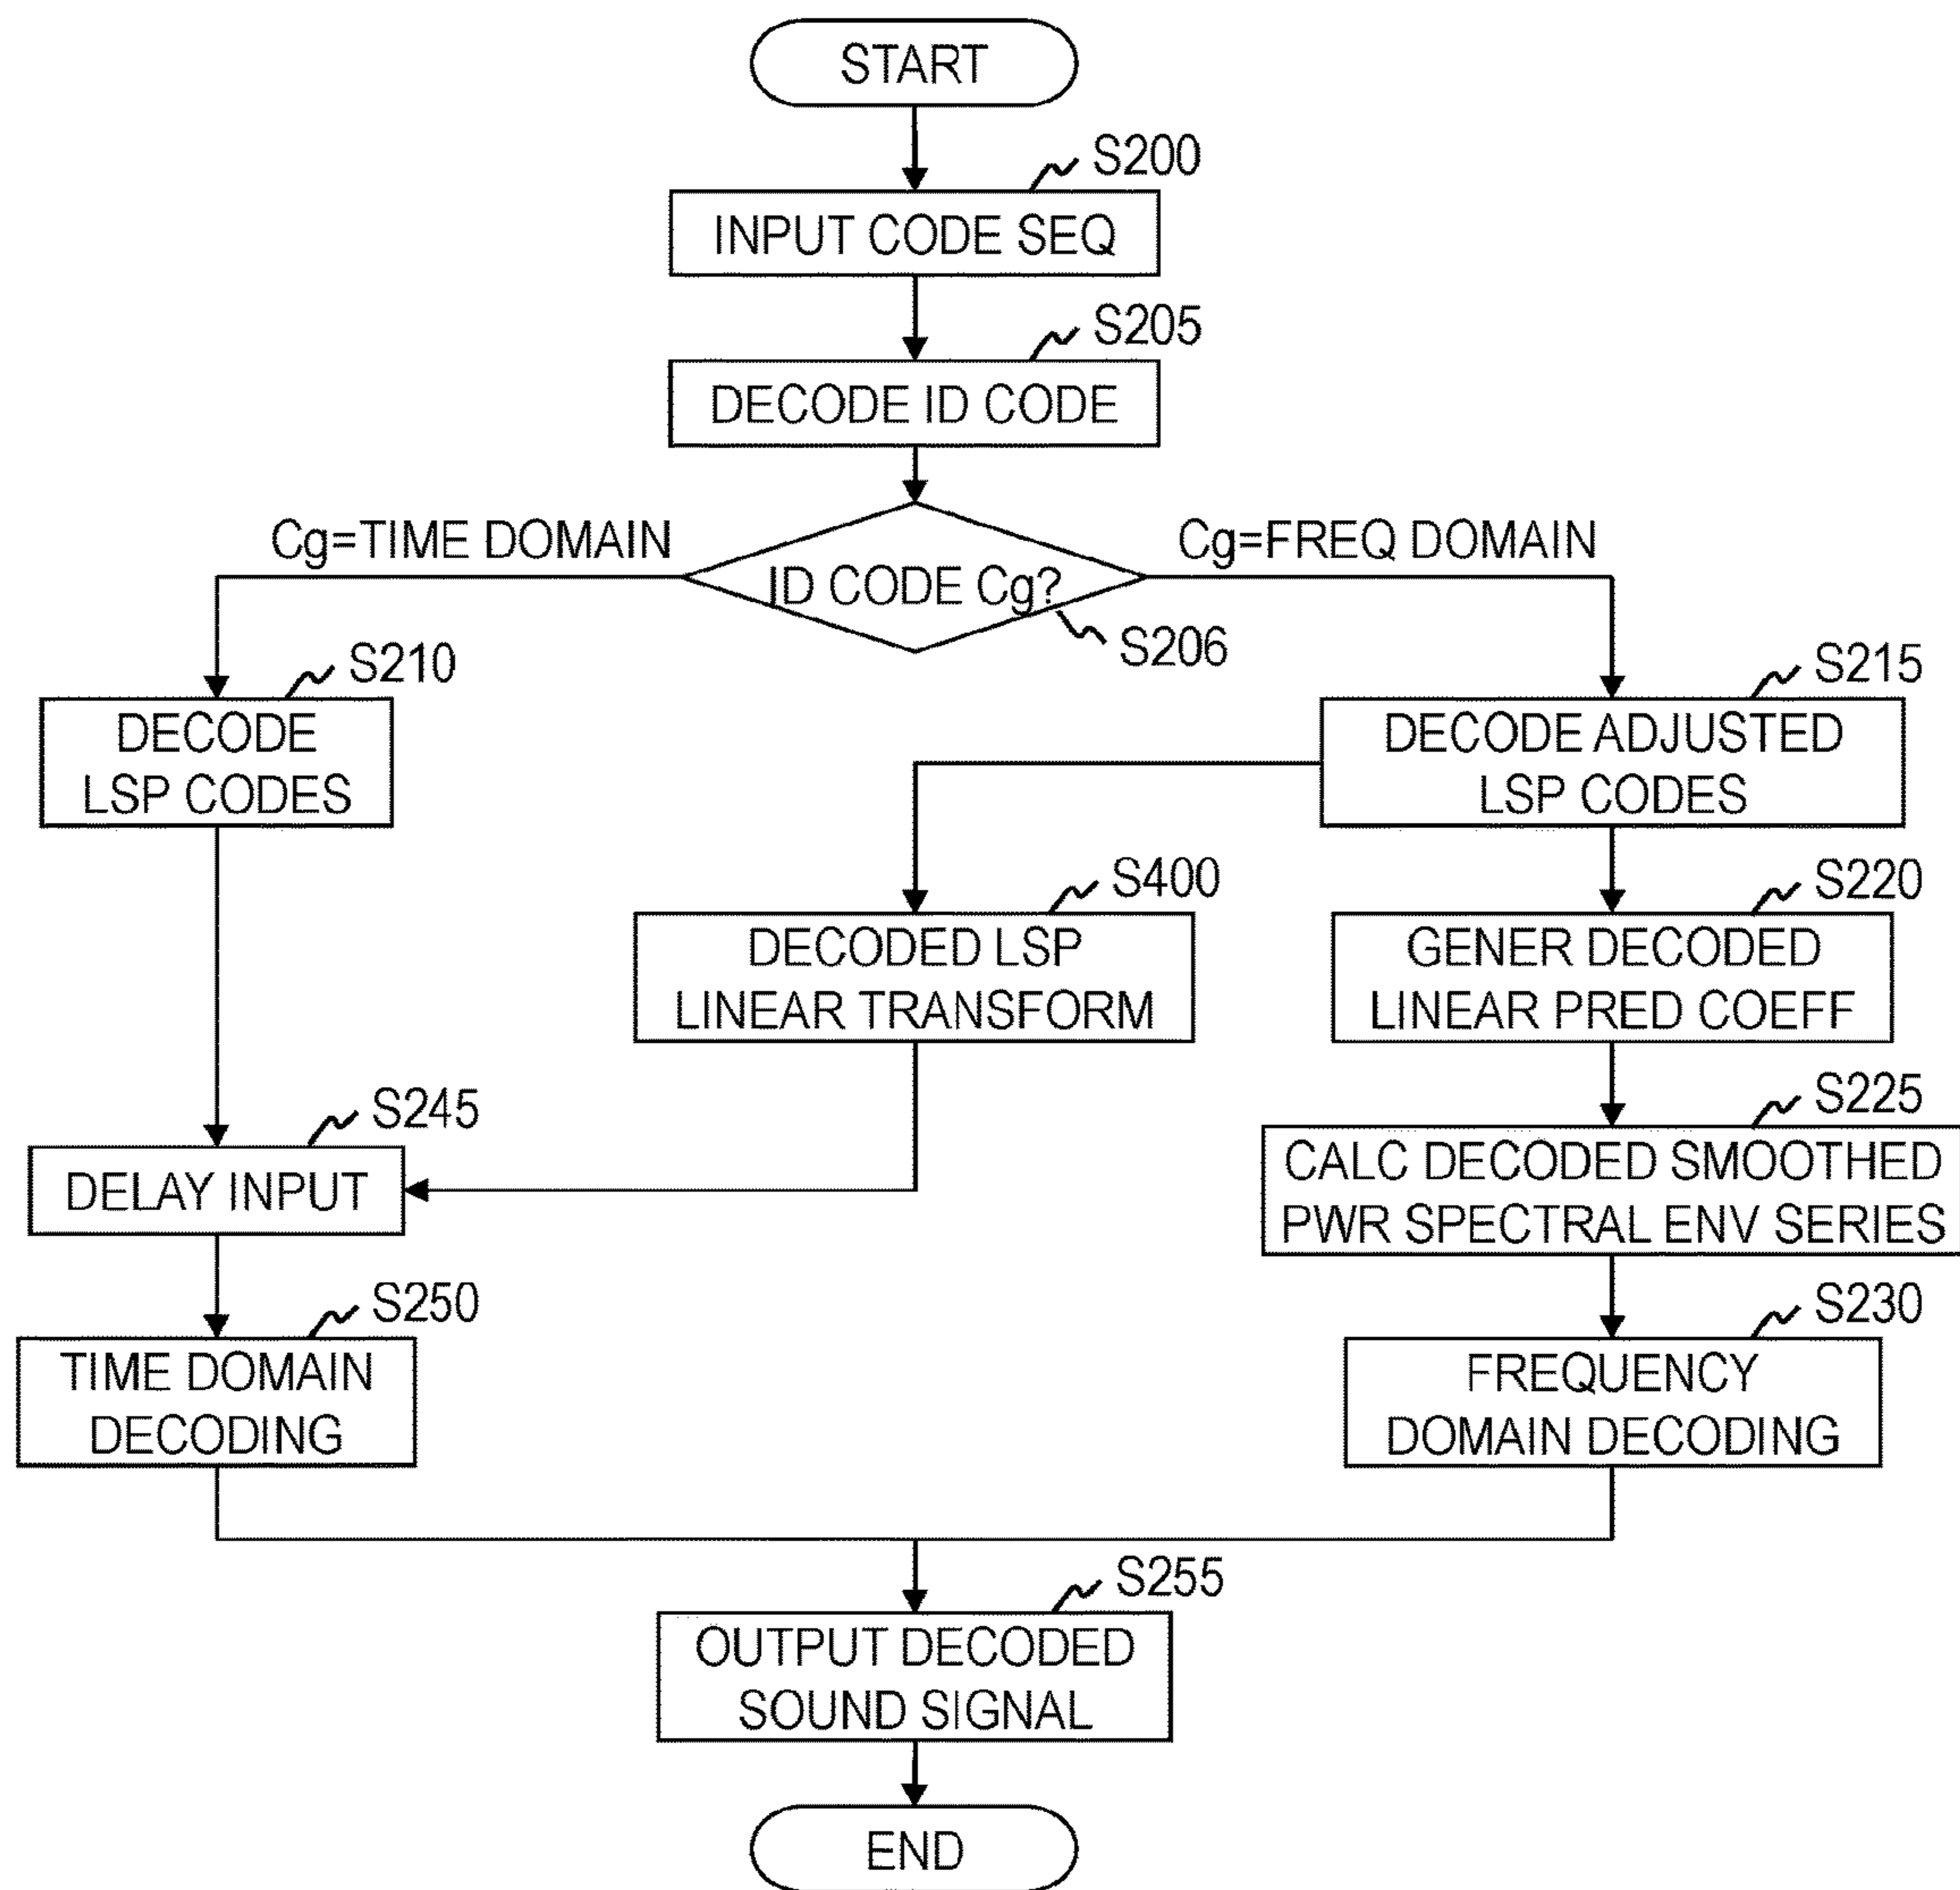 START
S200
INPUT CODE SEQ
S205
DECODE ID CODE
Cg=TIME DOMAIN
Cg=FREQ DOMAIN
ID CODE Cg?
S206
S210
DECODE
LSP CODES
S215
DECODE ADJUSTED
LSP CODES
S400
DECODED LSP
LINEAR TRANSFORM
S220
GENER DECODED
LINEAR PRED COEFF
S245
DELAY INPUT
S225
CALC DECODED SMOOTHED
PWR SPECTRAL ENV SERIES
S250
TIME DOMAIN
DECODING
S230
FREQUENCY
DOMAIN DECODING
S255
OUTPUT DECODED
SOUND SIGNAL
END